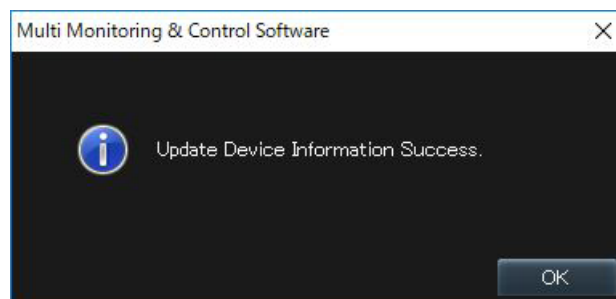 Multi Monitoring & Control Software
Update Device Information Success.
OK